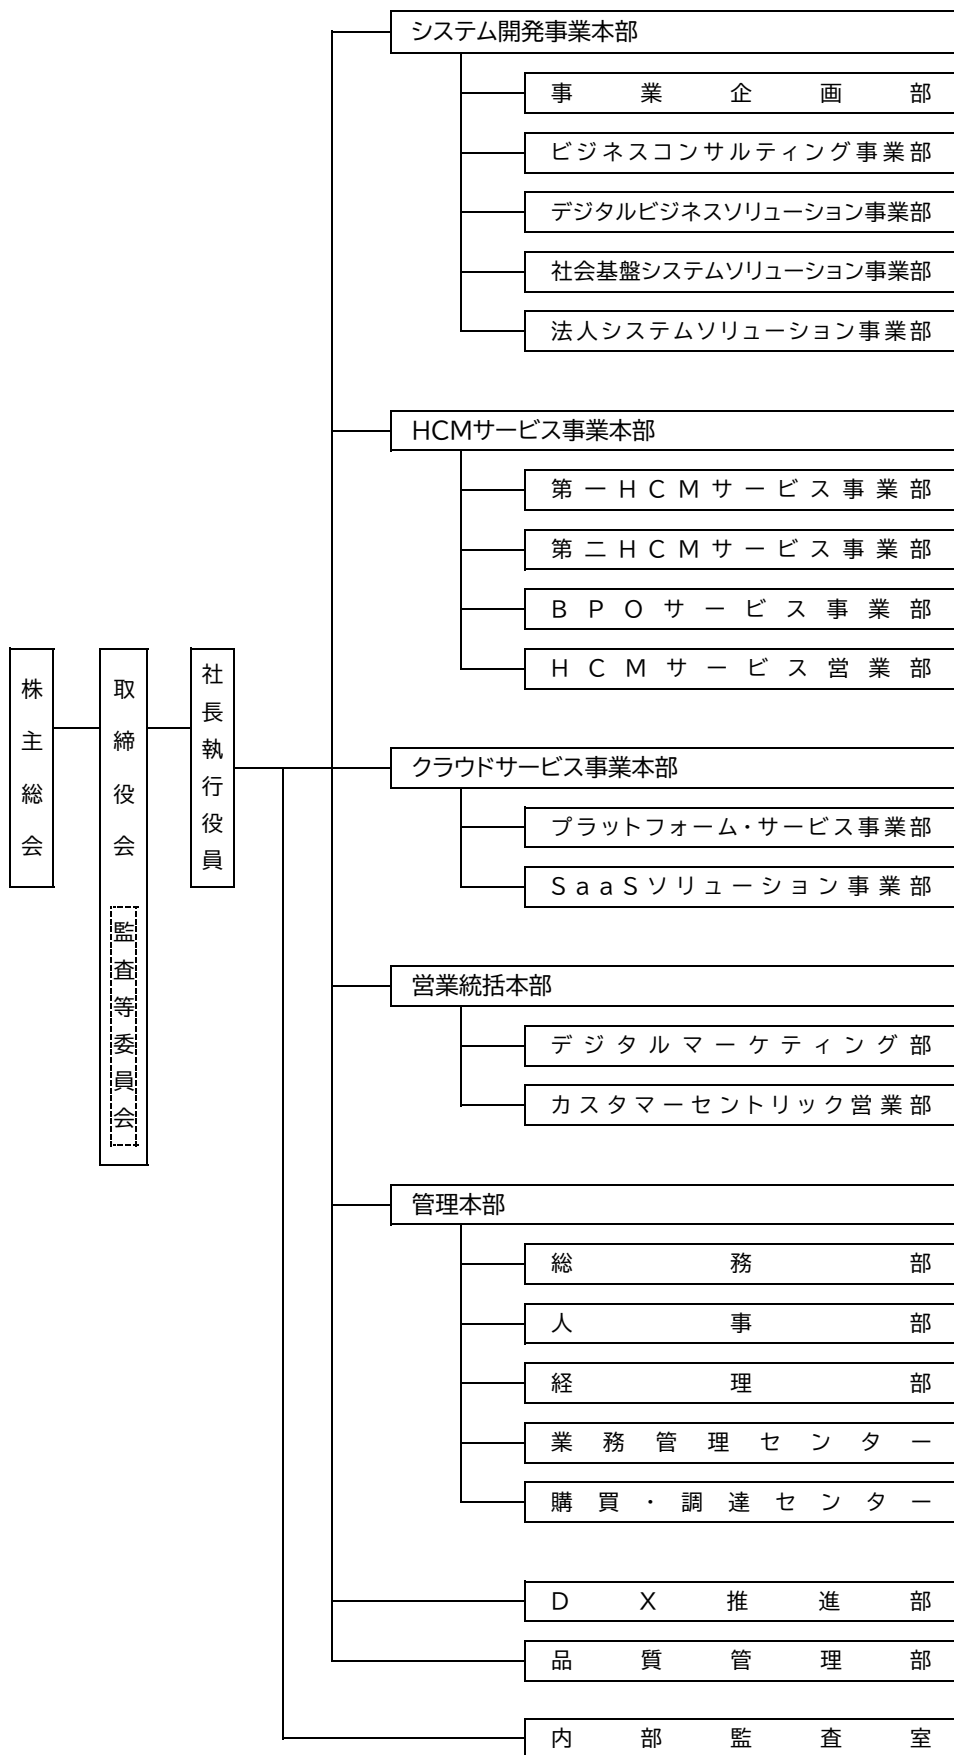 株主総会
取締役会
監査等委員会
社長執行役員
システム開発事業本部
事業企画部
ビジネスコンサルティング事業部
デジタルビジネスソリューション事業部
社会基盤システムソリューション事業部
法人システムソリューション事業部
HCMサービス事業本部
第一HCMサービス事業部
第二HCMサービス事業部
BPOサービス事業部
HCMサービス営業部
クラウドサービス事業本部
プラットフォーム・サービス事業部
SaaSソリューション事業部
営業統括本部
デジタルマーケティング部
カスタマーセントリック営業部
管理本部
総務部
人事部
経理部
業務管理センター
購買・調達センター
DX推進部
品質管理部
内部監査室